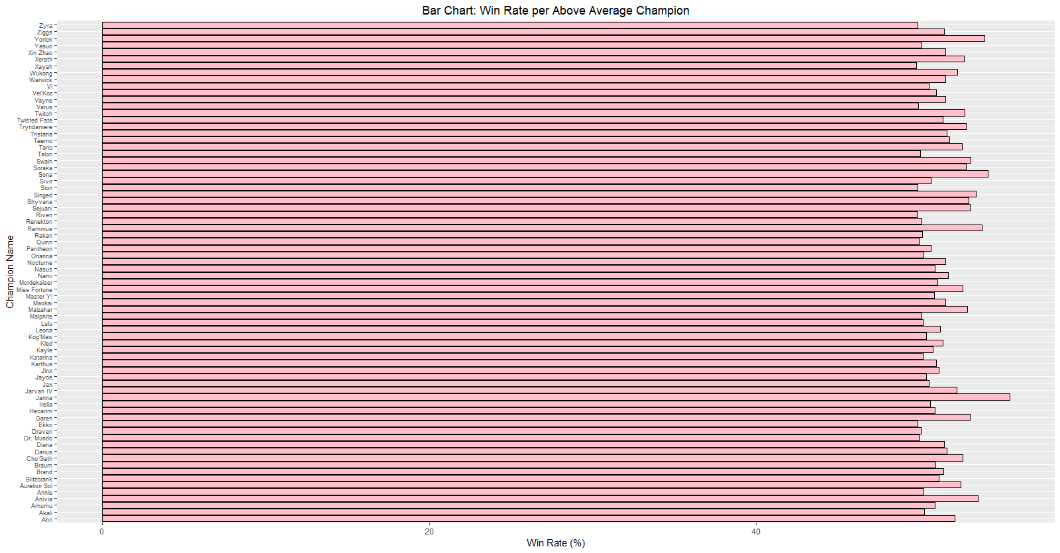 Bar Chart: Win Rate per Above Average Champion
Champion Name
Zyra
Ziggs
Yorick
Yasuo
Xin Zhao
Xerath
Xayah
Wukong
Warwick
Vi
Vel'Koz
Vayne
Varus
Twitch
Twisted Fate
Tryndamere
Tristana
Teemo
Taric
Talon
Swain
Soraka
Sona
Sivir
Sion
Singed
Shyvana
Sejuani
Riven
Renekton
Rammus
Rakan
Quinn
Pantheon
Orianna
Nocturne
Nasus
Nami
Mordekaiser
Miss Fortune
Master Yi
Maokai
Malzahar
Malphite
Lulu
Leona
Kog'Maw
Kled
Kayle
Katarina
Karthus
Jinx
Jayce
Jax
Jarvan IV
Janna
Irelia
Hecarim
Garen
Ekko
Draven
Dr. Mundo
Diana
Darius
Cho'Gath
Braum
Brand
Blitzcrank
Aurelion Sol
Annie
Anivia
Amumu
Akali
Ahri
0 20 40
Win Rate (%)